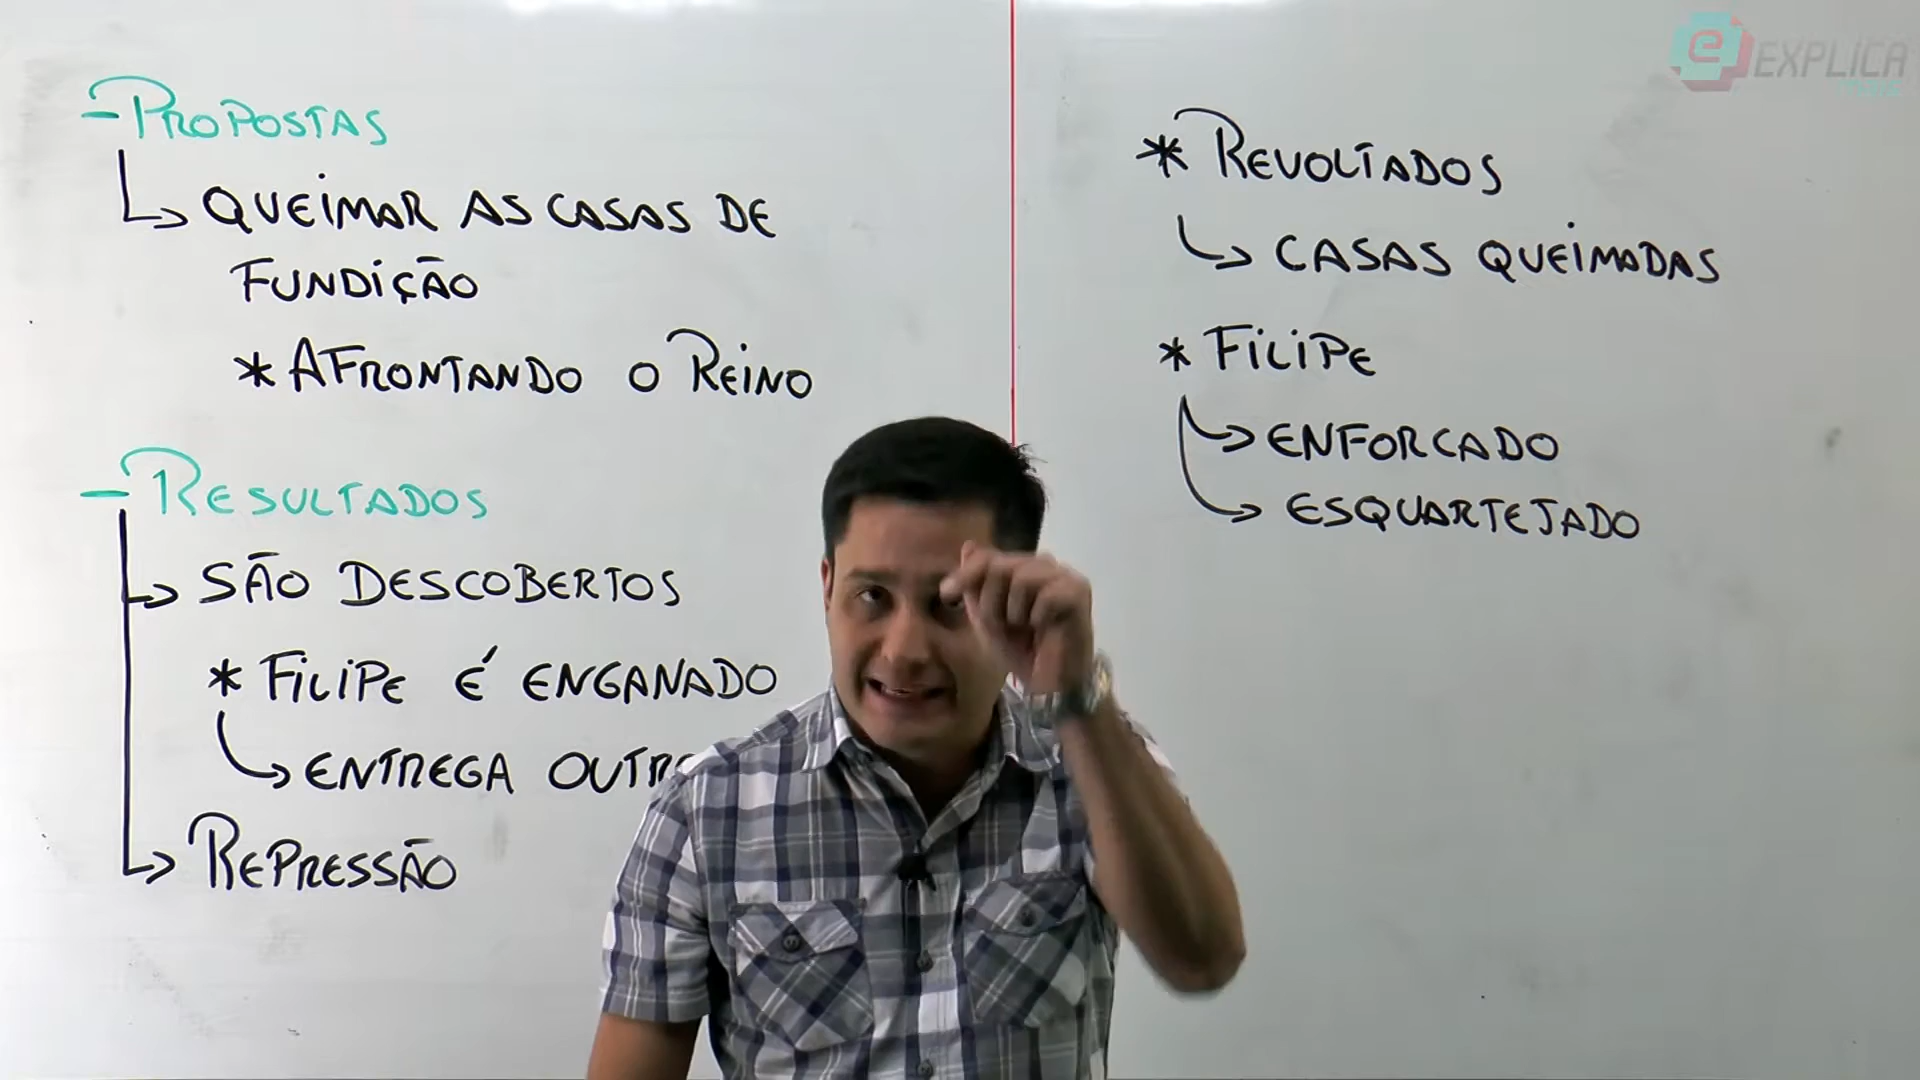 - PROPOSTAS
QUEIMAR AS CASAS DE
FUNDIÇÃO
* AFRONTANDO O REINO
- RESULTADOS
SÃO DESCOBERTOS
* FILIPE É ENGANADO
ENTREGA
REPRESSÃO
* REVOLTADOS
CASAS QUEIMADAS
* FILIPE
ENFORCADO
ESQUARTEJADO
EXPLICA